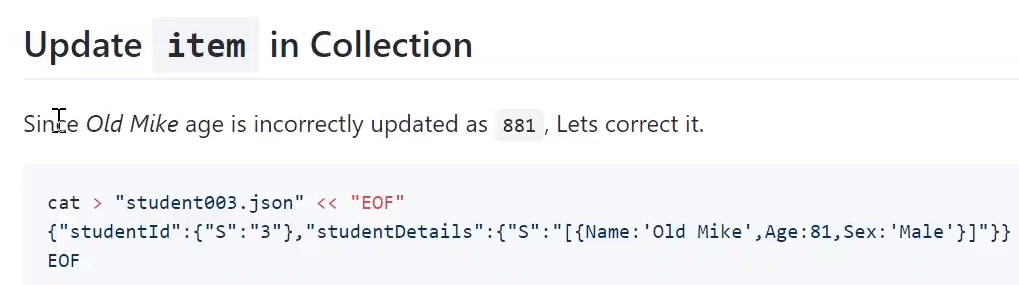 Update item in Collection
Since Old Mike age is incorrectly updated as 881, Lets correct it.
cat > "student003.json" << "EOF"
{"studentId":{"S":"3"},"studentDetails":{"S":"[{Name:'Old Mike',Age:81,Sex:'Male'}]"}}
EOF